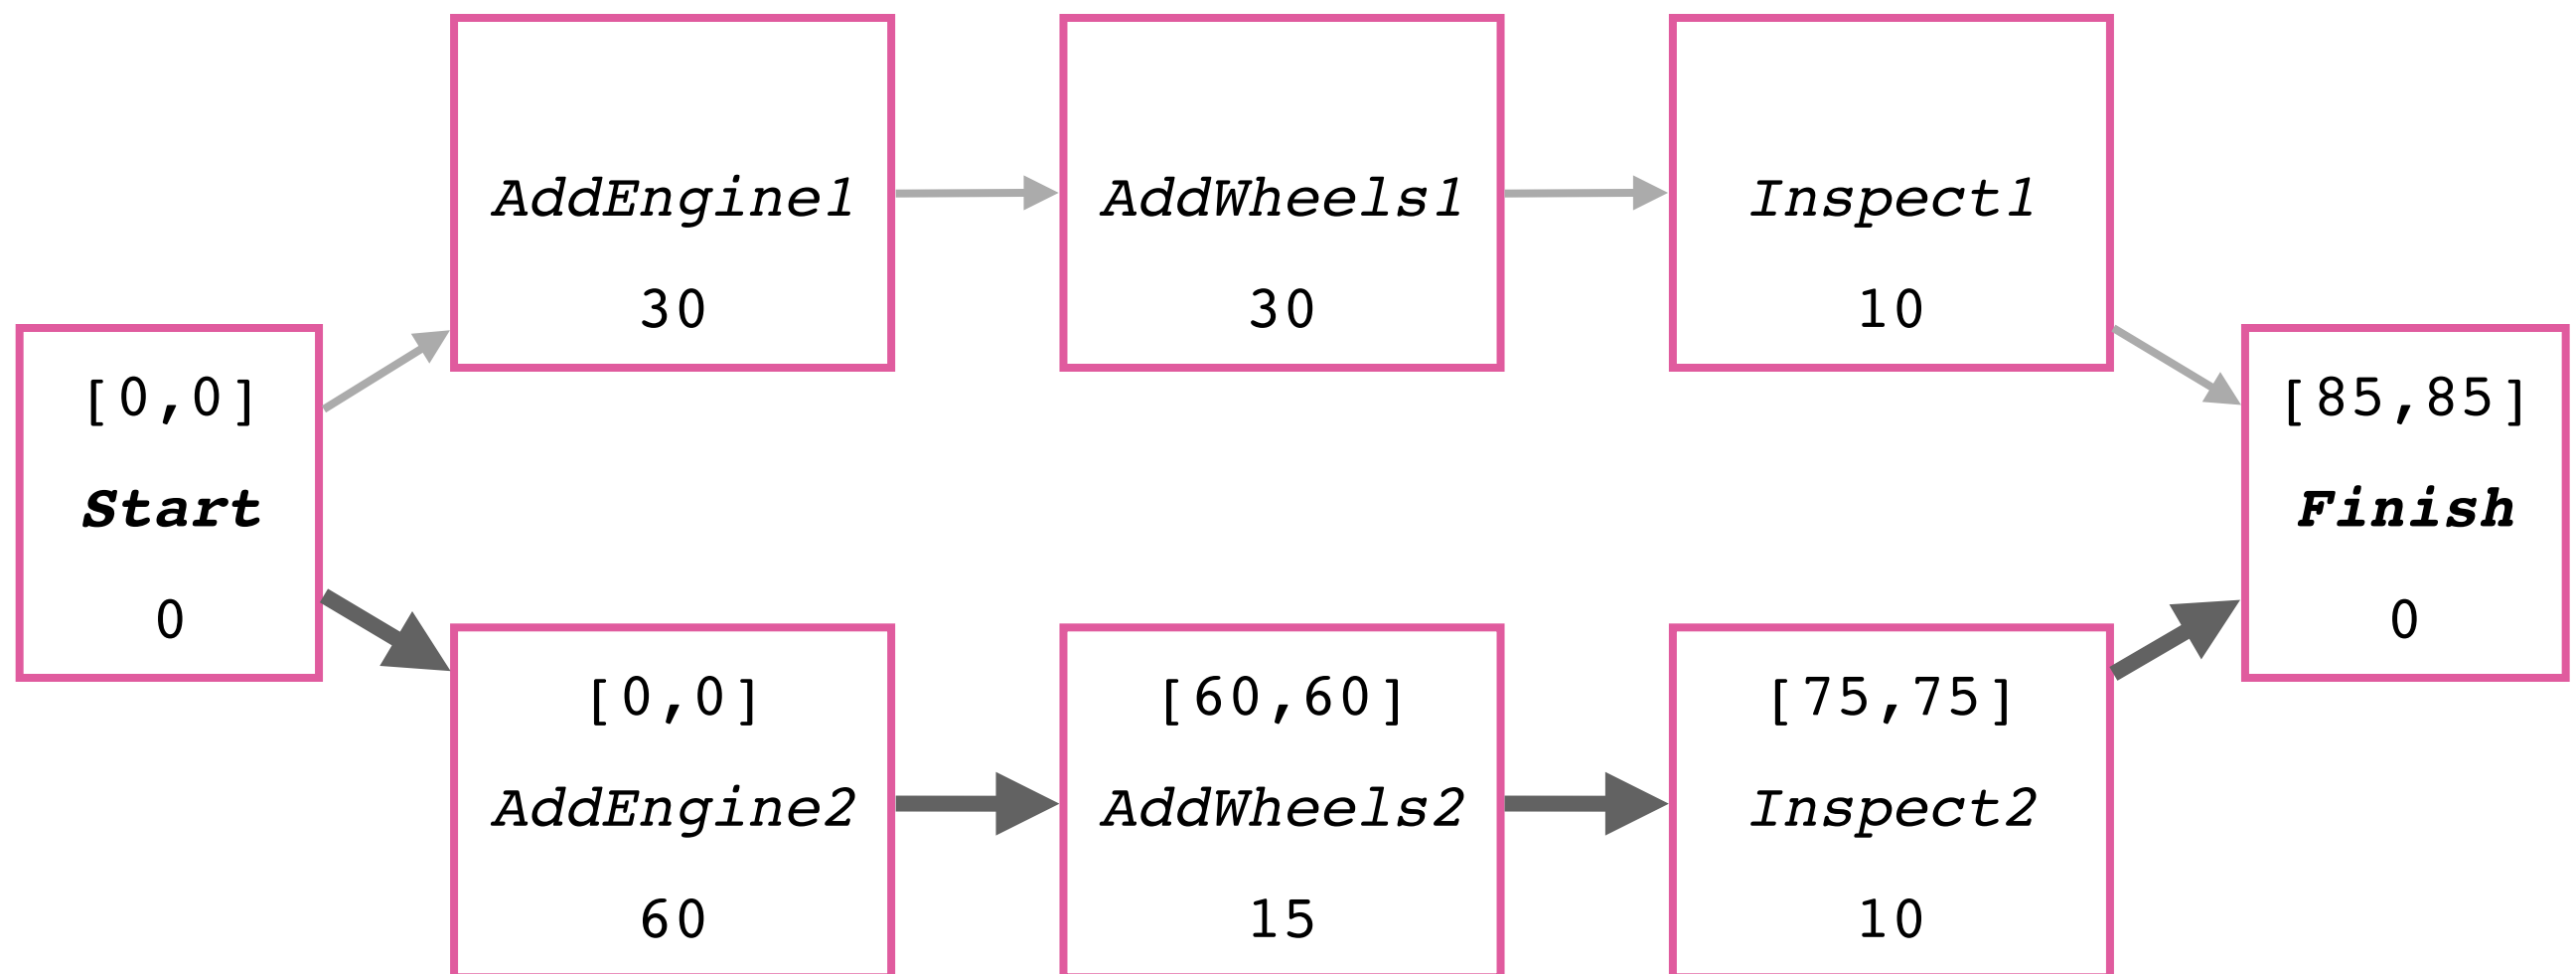 AddEngine1
30
AddWheels1
30
Inspect1
10
[0,0]
Start
0
[85,85]
Finish
0
[0,0]
AddEngine2
60
[60,60]
AddWheels2
15
[75,75]
Inspect2
10